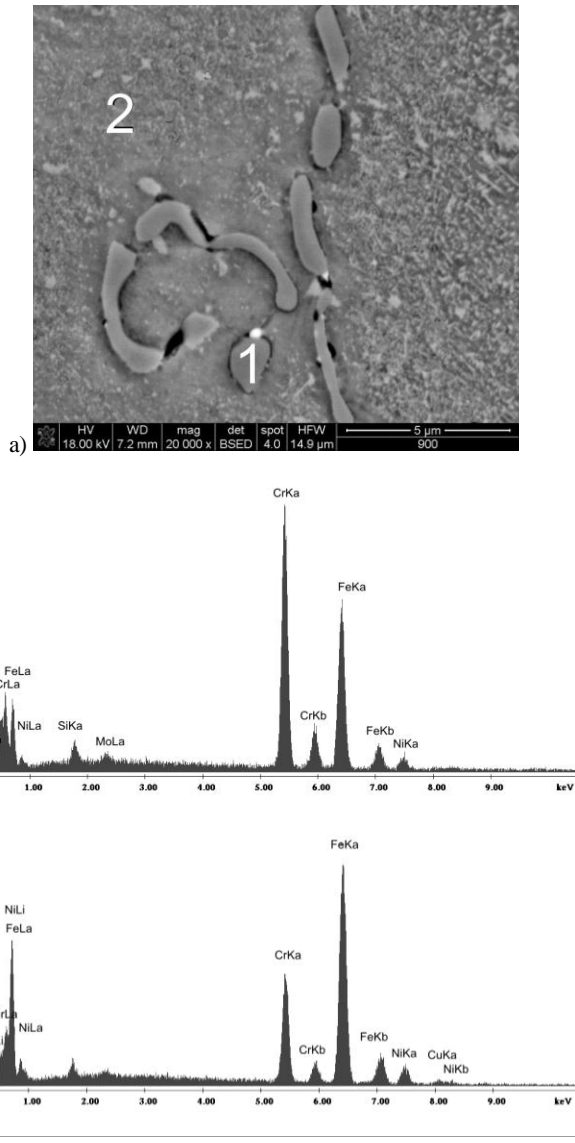 2
1
a)
HV WD mag det spot HFW 5 µm
18.00 kV 7.2 mm 20 000 x BSED 4.0 14.9 µm 900
CrKa
FeKa
FeLa
CrLa
NiLa
SiKa
MoLa
CrKb
FeKb
NiKa
1.00 2.00 3.00 4.00 5.00 6.00 7.00 8.00 9.00 keV
FeKa
NiLi
FeLa
CrKa
rLa
NiLa
CrKb
FeKb
NiKa
CuKa
NiKb
1.00 2.00 3.00 4.00 5.00 6.00 7.00 8.00 9.00 keV